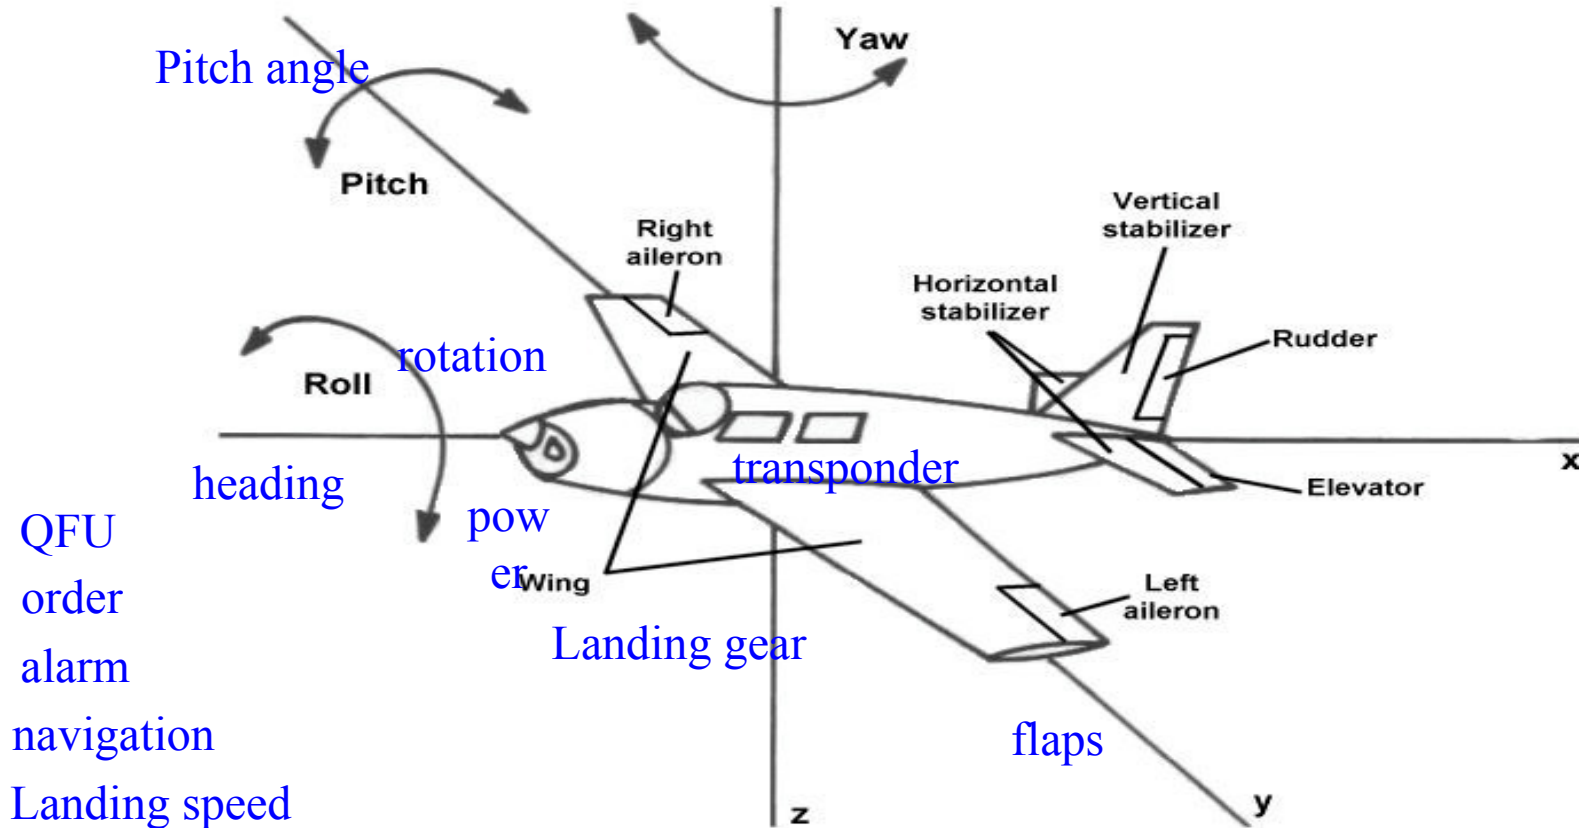 Yaw
Pitch angle
Pitch
Vertical
stabilizer
Right
aileron
Horizontal
stabilizer
Rudder
rotation
Roll
x
transponder
heading
Elevator
pow
er
QFU
Wing
Left
aileron
order
Landing gear
alarm
navigation
flaps
Landing speed
z
y